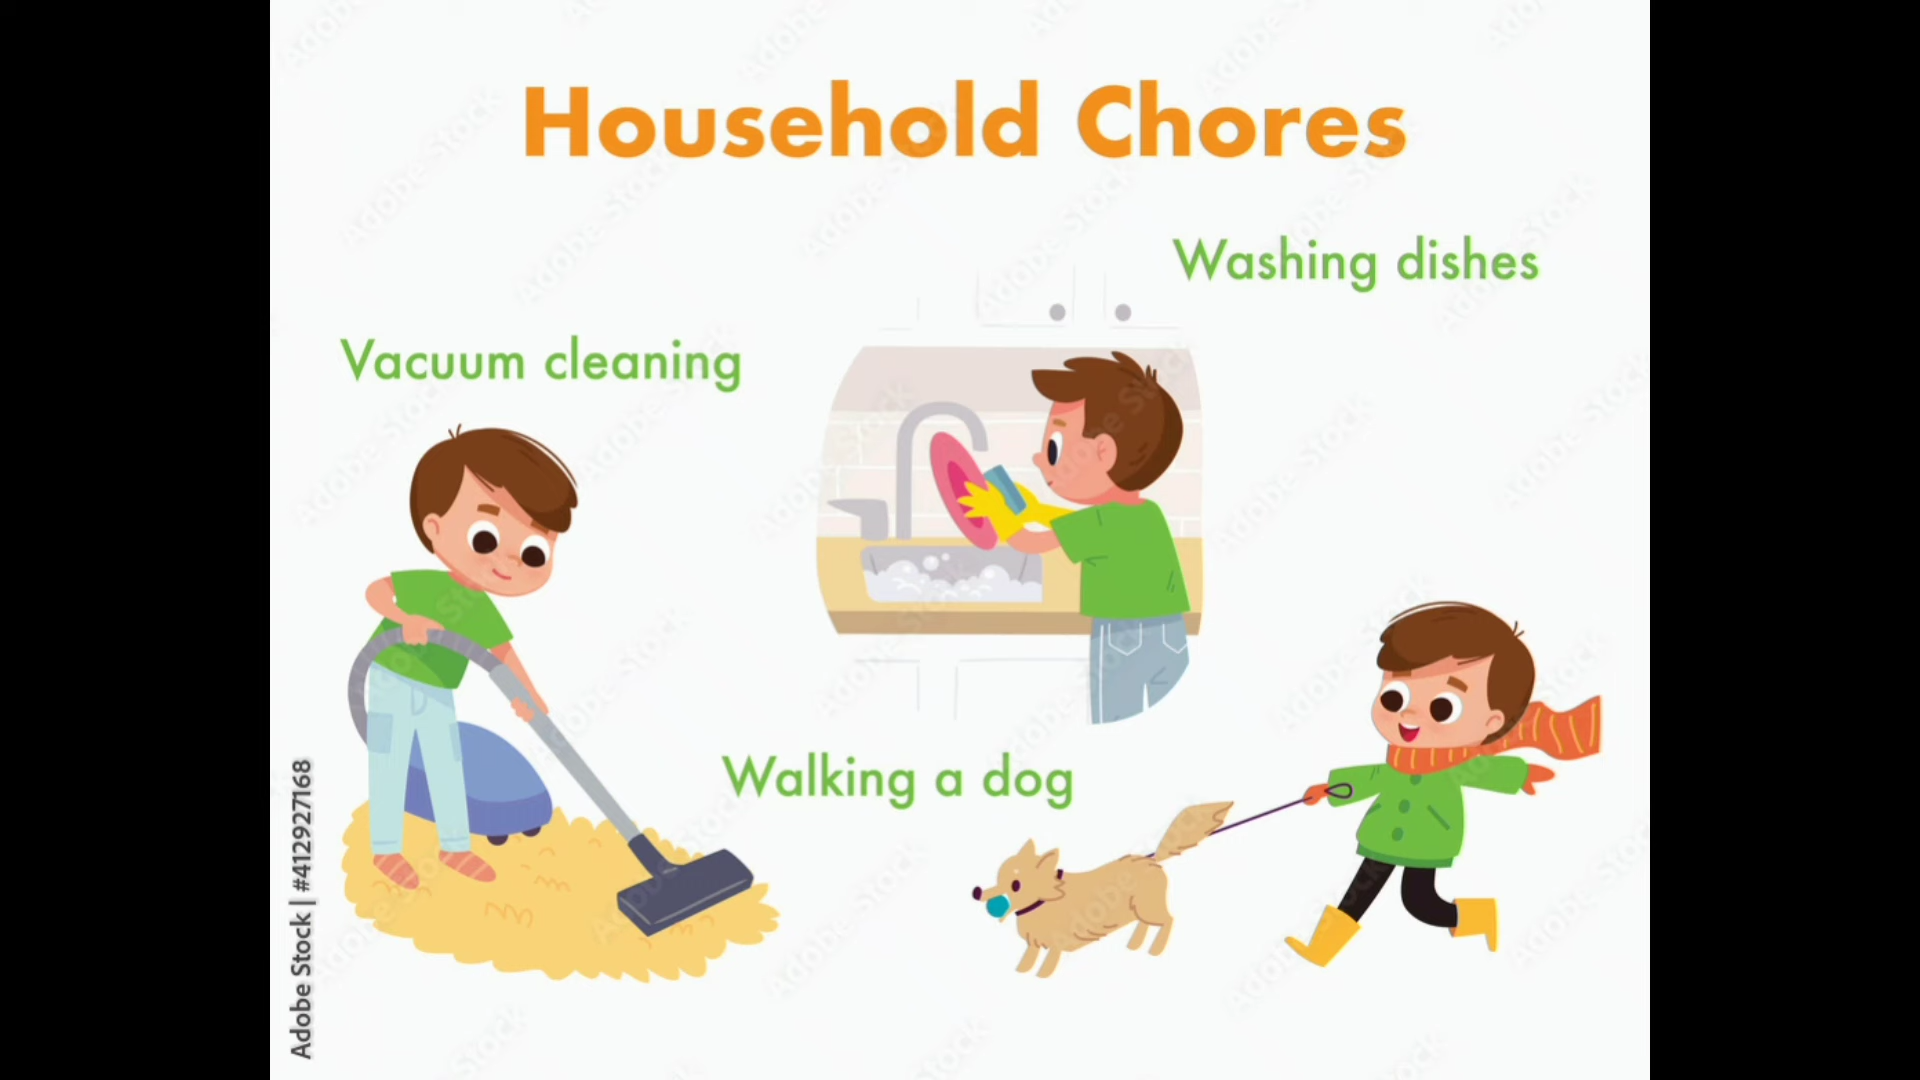 Household Chores
Washing dishes
Vacuum cleaning
Walking a dog
Adobe Stock | #412927168